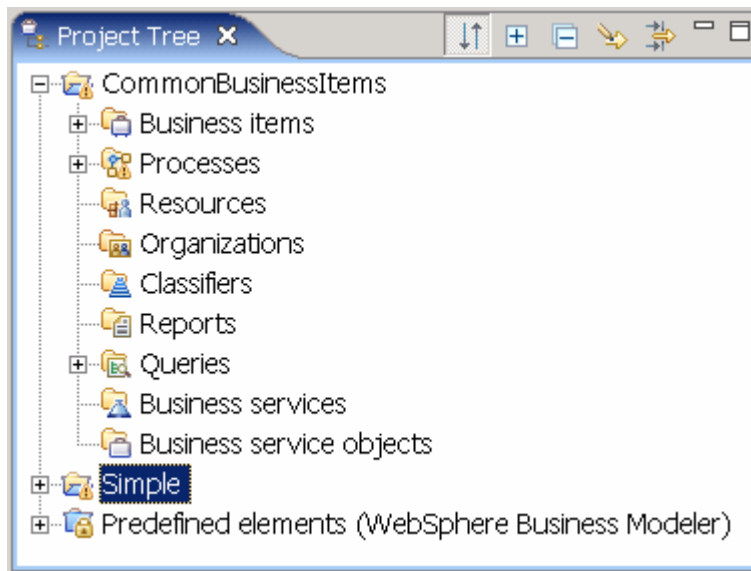 Project Tree
CommonBusinessItems
Business items
Processes
Resources
Organizations
Classifiers
Reports
Queries
Business services
Business service objects
Simple
Predefined elements (WebSphere Business Modeler)